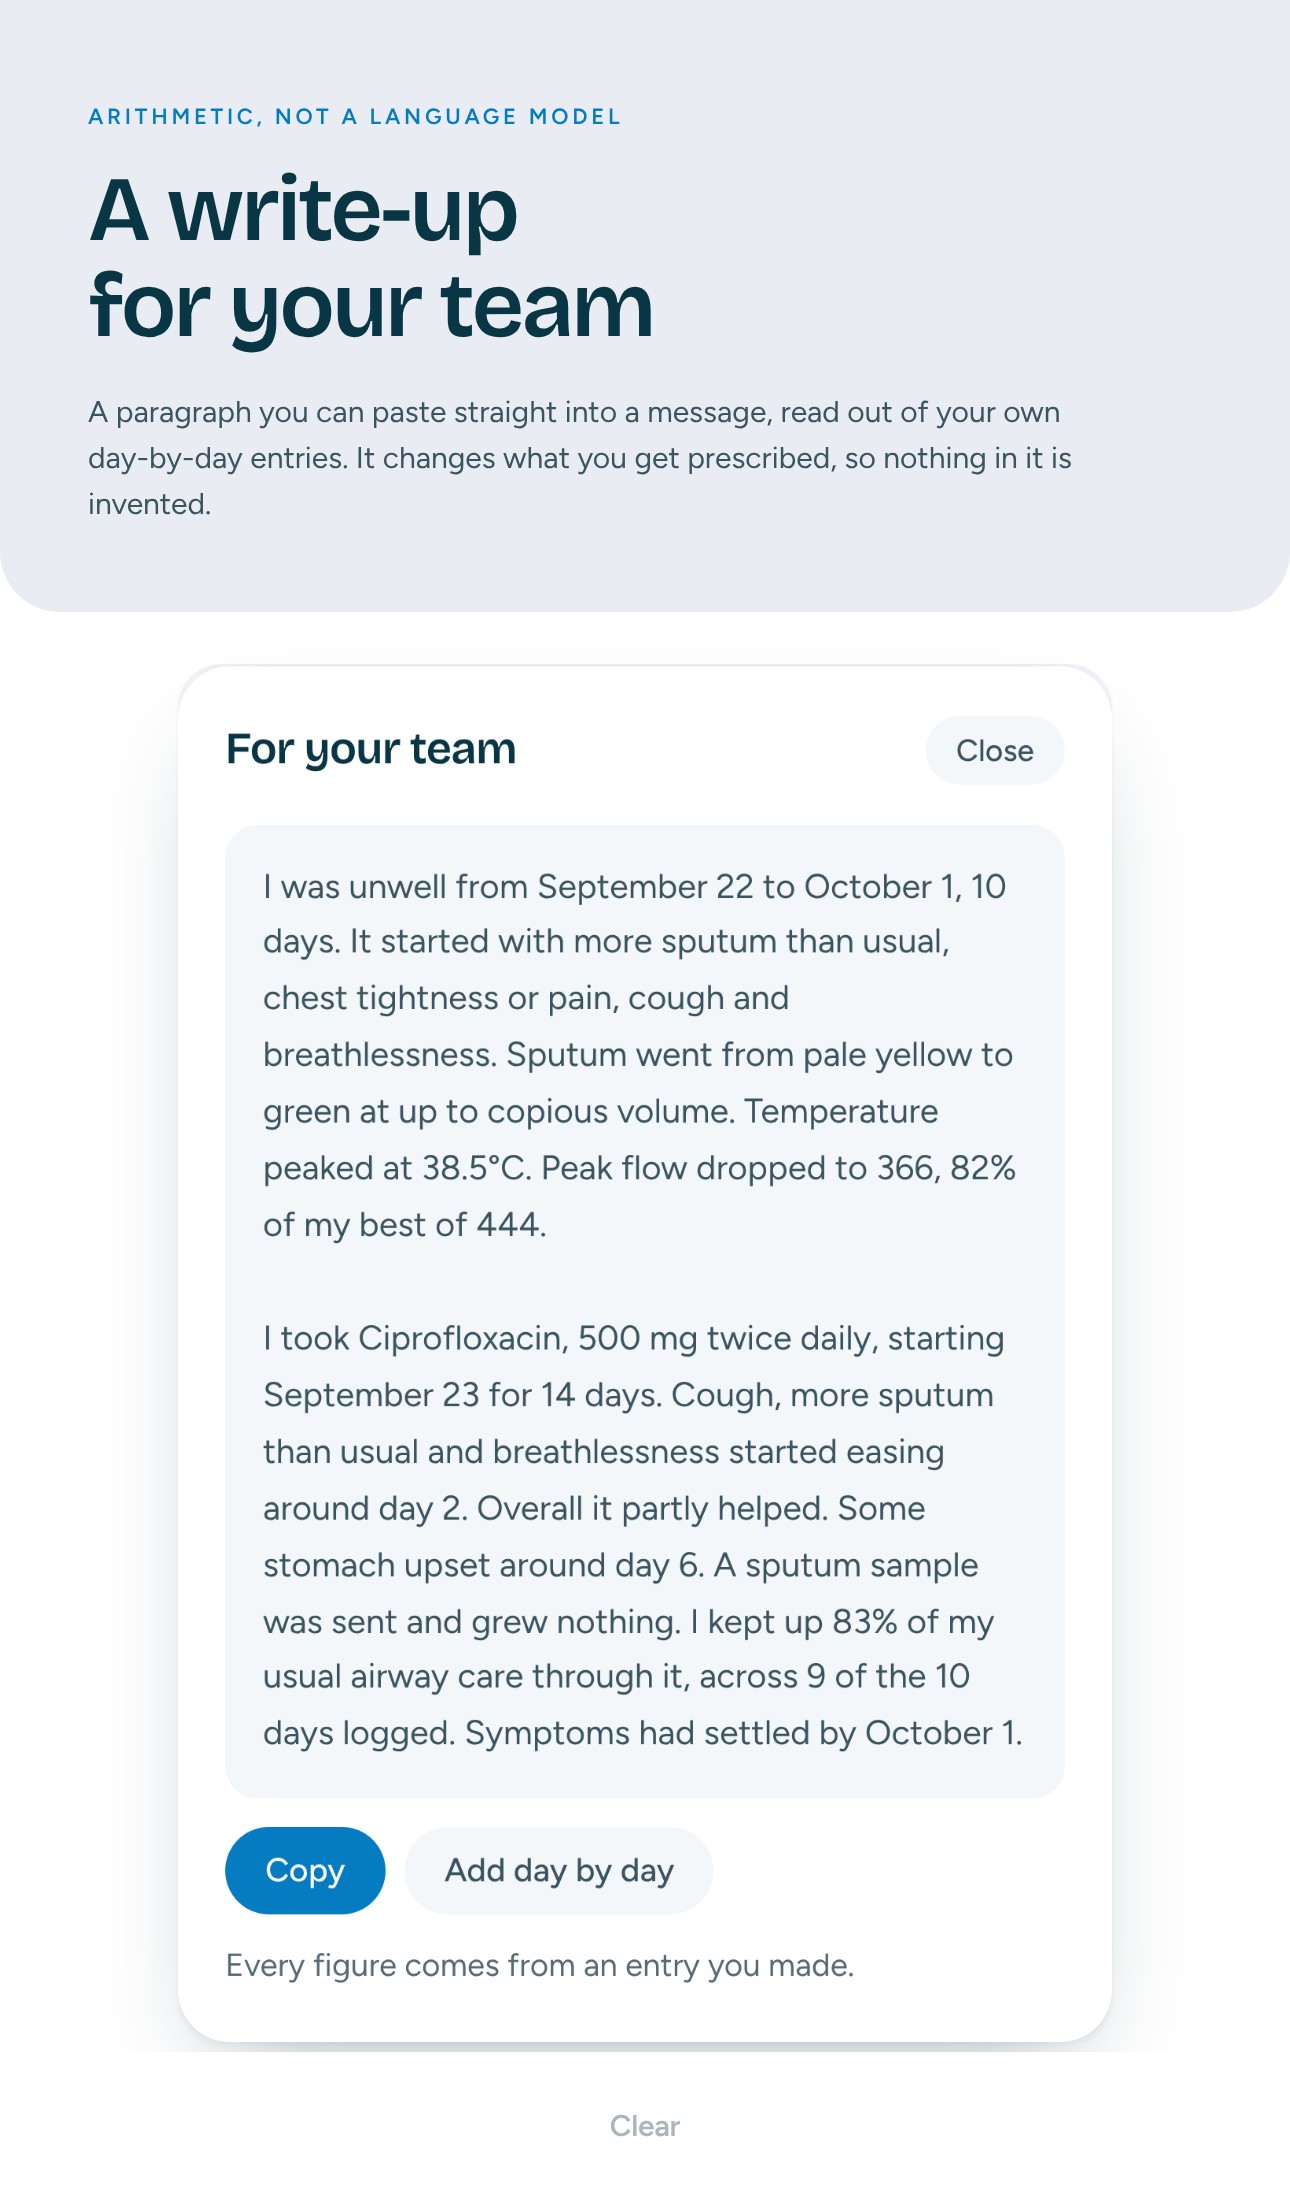 ARITHMETIC, NOT A LANGUAGE MODEL
A write-up
for your team
A paragraph you can paste straight into a message, read out of your own
day-by-day entries. It changes what you get prescribed, so nothing in it is
invented.
For your team
Close
I was unwell from September 22 to October 1, 10
days. It started with more sputum than usual,
chest tightness or pain, cough and
breathlessness. Sputum went from pale yellow to
green at up to copious volume. Temperature
peaked at 38.5°C. Peak flow dropped to 366, 82%
of my best of 444.
I took Ciprofloxacin, 500 mg twice daily, starting
September 23 for 14 days. Cough, more sputum
than usual and breathlessness started easing
around day 2. Overall it partly helped. Some
stomach upset around day 6. A sputum sample
was sent and grew nothing. I kept up 83% of my
usual airway care through it, across 9 of the 10
days logged. Symptoms had settled by October 1.
Copy
Add day by day
Every figure comes from an entry you made.
Clear